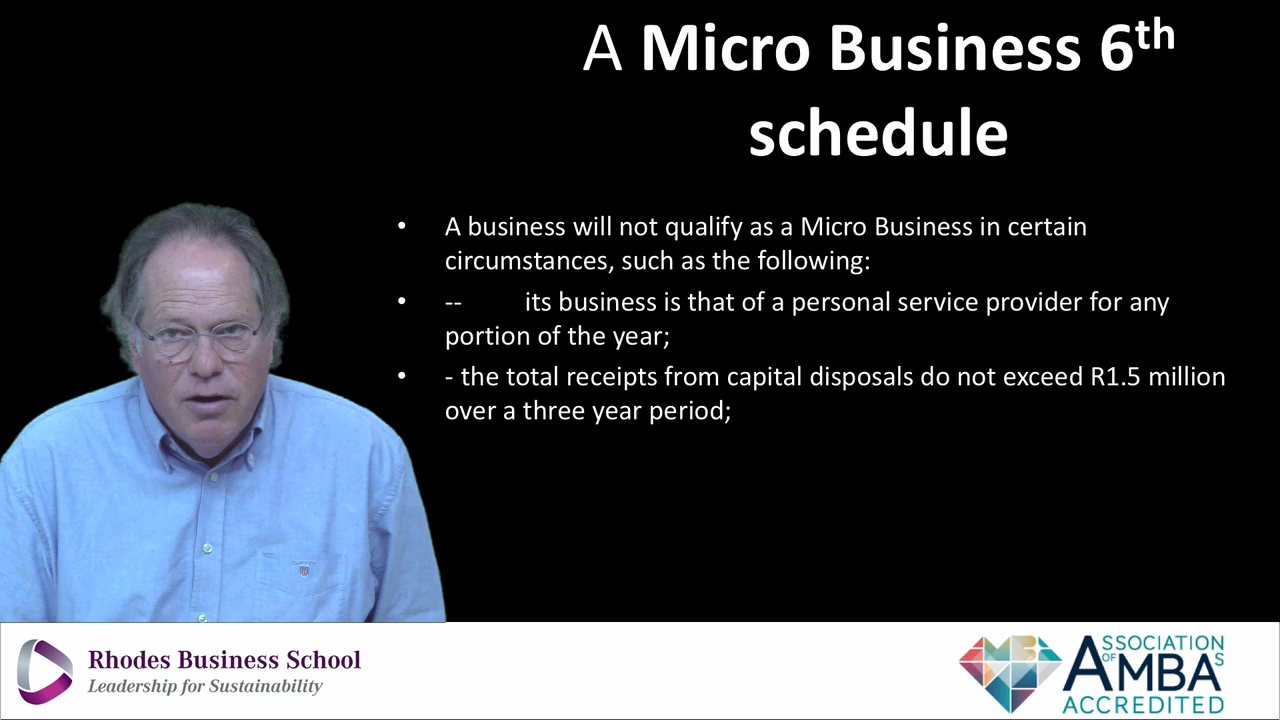 A Micro Business 6th
schedule
• A business will not qualify as a Micro Business in certain
circumstances, such as the following:
• -- its business is that of a personal service provider for any
portion of the year;
• - the total receipts from capital disposals do not exceed R1.5 million
over a three year period;
Rhodes Business School
Leadership for Sustainability
MBA
ASSOCIATION
OF MBAs
ACCREDITED